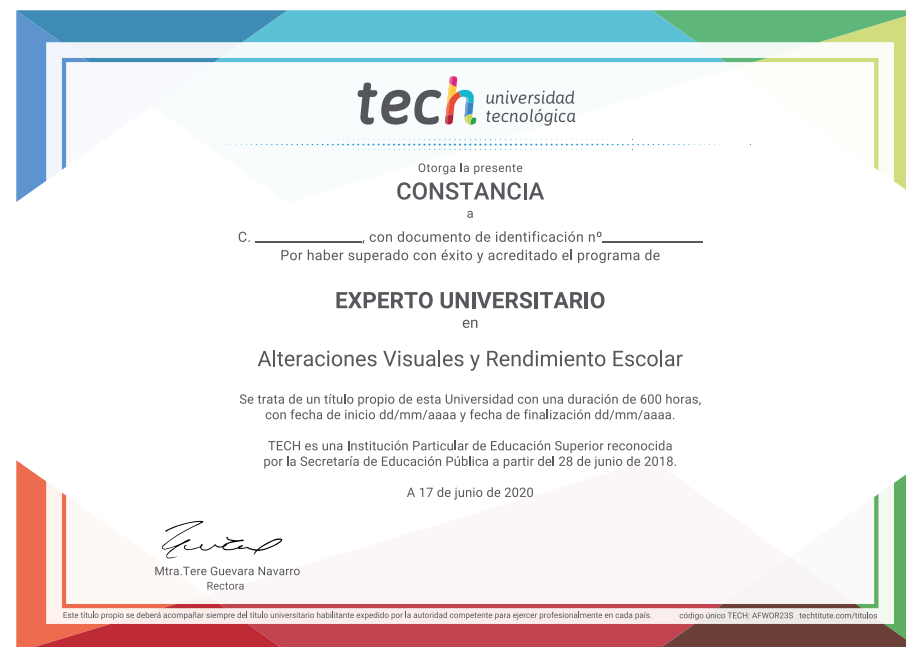 tech universidad
tecnológica
Otorga la presente
CONSTANCIA
a
C. ____________, con documento de identificación nº____________
Por haber superado con éxito y acreditado el programa de
EXPERTO UNIVERSITARIO
en
Alteraciones Visuales y Rendimiento Escolar
Se trata de un título propio de esta Universidad con una duración de 600 horas,
con fecha de inicio dd/mm/aaaa y fecha de finalización dd/mm/aaaa.
TECH es una Institución Particular de Educación Superior reconocida
por la Secretaría de Educación Pública a partir del 28 de junio de 2018.
A 17 de junio de 2020
Mtra.Tere Guevara Navarro
Rectora
Este título propio se deberá acompañar siempre del título universitario habilitante expedido por la autoridad competente para ejercer profesionalmente en cada país. código único TECH: AFWOR23S techtitute.com/titulos